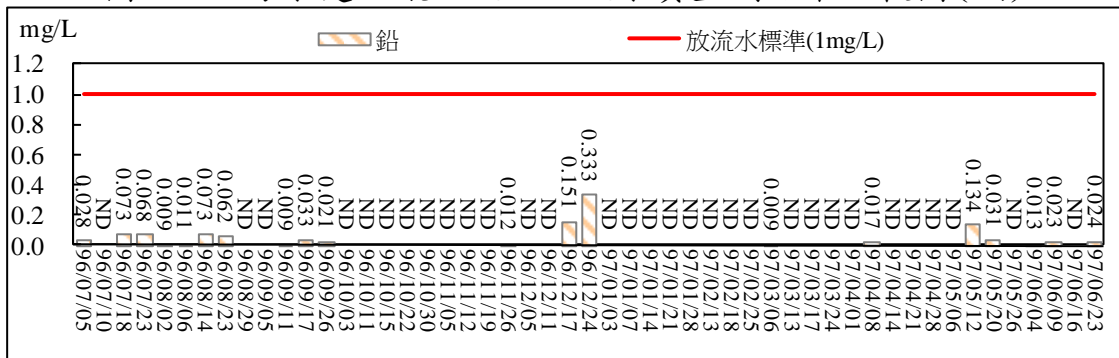 mg/L
鉛
放流水標準(1mg/L)
1.2
1.0
0.8
0.6
0.4
0.2
0.0
0.028 ND 0.073 0.068 0.009 0.011 0.073 0.062 ND ND 0.009 0.033 0.021 ND ND ND ND ND ND ND ND 0.012 ND ND 0.151 0.333 ND ND ND ND ND ND ND ND 0.009 ND ND ND ND 0.017 ND ND ND ND 0.134 0.031 ND 0.013 0.023 ND 0.024
96/07/05 96/07/10 96/07/18 96/07/23 96/08/02 96/08/06 96/08/14 96/08/23 96/08/29 96/09/05 96/09/11 96/09/17 96/09/26 96/10/03 96/10/11 96/10/15 96/10/22 96/10/30 96/11/05 96/11/12 96/11/19 96/11/26 96/12/05 96/12/11 96/12/17 96/12/24 97/01/03 97/01/07 97/01/14 97/01/21 97/01/28 97/02/13 97/02/18 97/02/25 97/03/06 97/03/10 97/03/17 97/03/24 97/04/01 97/04/08 97/04/14 97/04/21 97/04/28 97/05/06 97/05/12 97/05/20 97/05/26 97/06/04 97/06/09 97/06/16 97/06/23